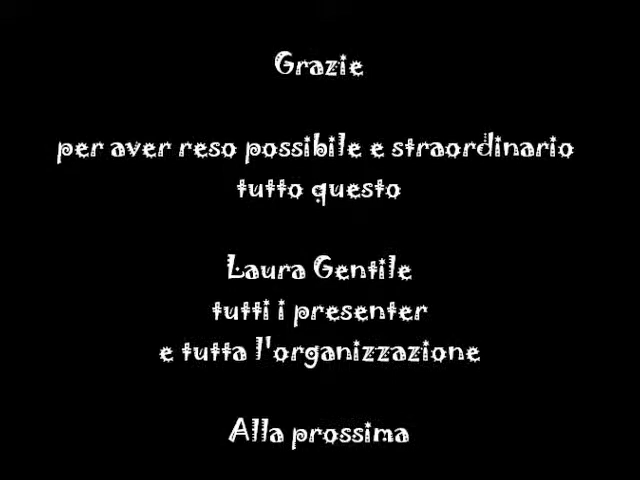 Grazie
per aver reso possibile e straordinario
tutto questo
Laura Gentile
tutti i presenter
e tutta l'organizzazione
Alla prossima